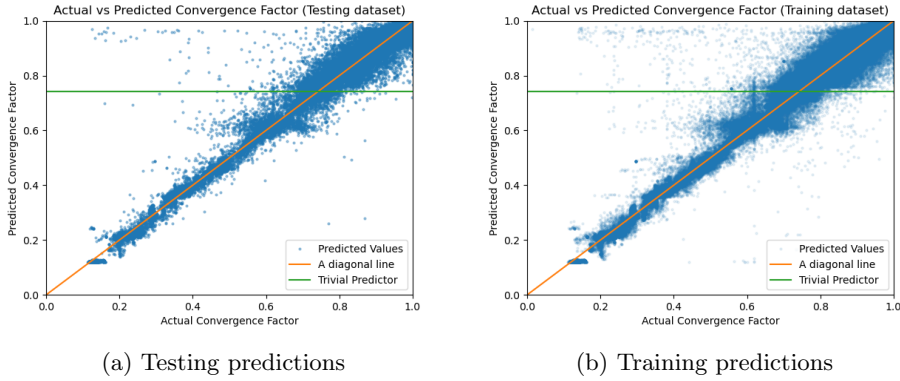 Actual vs Predicted Convergence Factor (Testing dataset)
1.0
0.8
0.6
0.4
0.2
0.0
Predicted Convergence Factor
Predicted Values
A diagonal line
Trivial Predictor
0.0 0.2 0.4 0.6 0.8 1.0
Actual Convergence Factor
(a) Testing predictions
Actual vs Predicted Convergence Factor (Training dataset)
1.0
0.8
0.6
0.4
0.2
0.0
Predicted Convergence Factor
Predicted Values
A diagonal line
Trivial Predictor
0.0 0.2 0.4 0.6 0.8 1.0
Actual Convergence Factor
(b) Training predictions